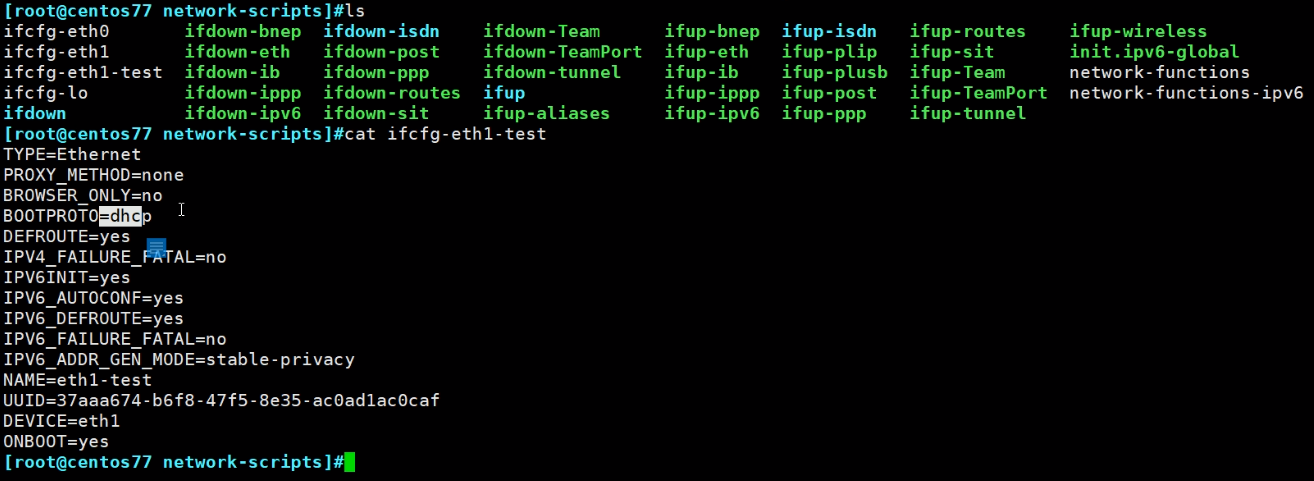 [root@centos77 network-scripts]#ls
ifcfg-eth0 ifdown-bnep ifdown-isdn ifdown-Team ifup-bnep ifup-isdn ifup-routes ifup-wireless
ifcfg-eth1 ifdown-eth ifdown-post ifdown-TeamPort ifup-eth ifup-plip ifup-sit init.ipv6-global
ifcfg-eth1-test ifdown-ib ifdown-ppp ifdown-tunnel ifup-ib ifup-plusb ifup-Team network-functions
ifcfg-lo ifdown-ippp ifdown-routes ifup ifup-ippp ifup-post ifup-TeamPort network-functions-ipv6
ifdown ifdown-ipv6 ifdown-sit ifup-aliases ifup-ipv6 ifup-ppp ifup-tunnel
[root@centos77 network-scripts]#cat ifcfg-eth1-test
TYPE=Ethernet
PROXY_METHOD=none
BROWSER_ONLY=no
BOOTPROTO=dhcp
DEFROUTE=yes
IPV4_FAILURE_FATAL=no
IPV6INIT=yes
IPV6_AUTOCONF=yes
IPV6_DEFROUTE=yes
IPV6_FAILURE_FATAL=no
IPV6_ADDR_GEN_MODE=stable-privacy
NAME=eth1-test
UUID=37aaa674-b6f8-47f5-8e35-ac0ad1ac0caf
DEVICE=eth1
ONBOOT=yes
[root@centos77 network-scripts]#